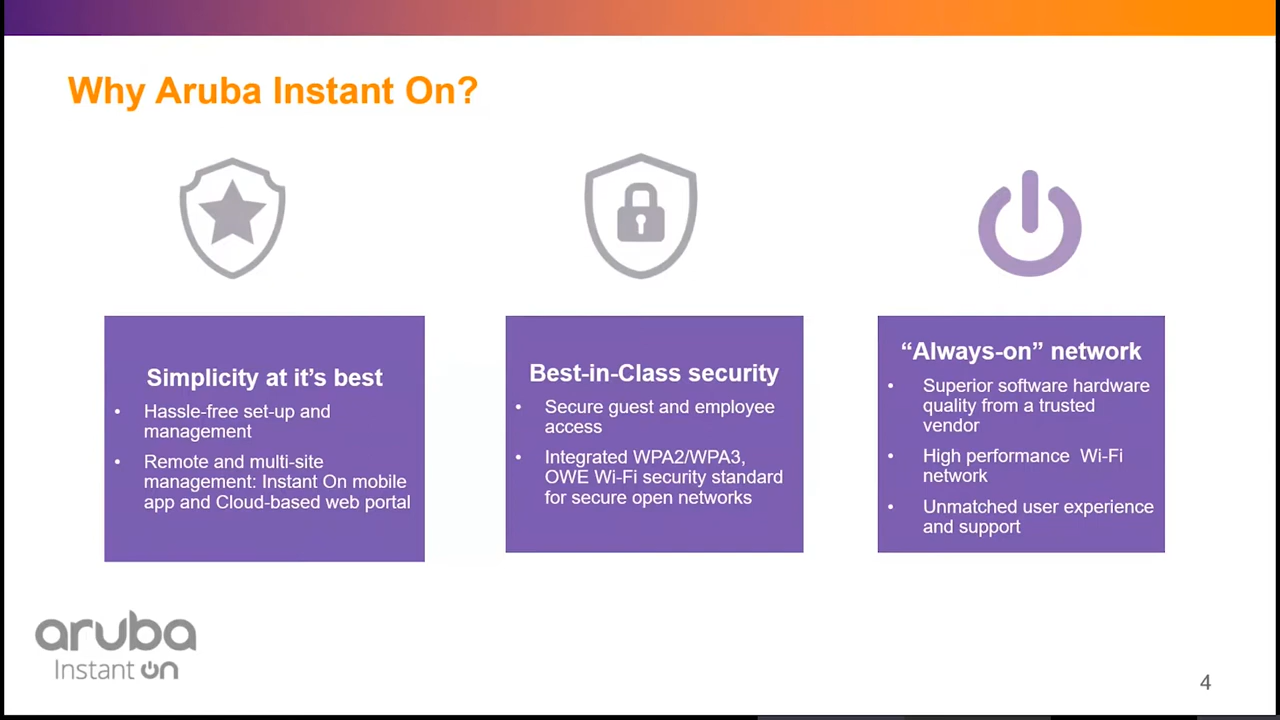 Why Aruba Instant On?
Simplicity at it’s best
• Hassle-free set-up and
management
• Remote and multi-site
management: Instant On mobile
app and Cloud-based web portal
Best-in-Class security
• Secure guest and employee
access
• Integrated WPA2/WPA3,
OWE Wi-Fi security standard
for secure open networks
“Always-on” network
• Superior software hardware
quality from a trusted
vendor
• High performance  Wi-Fi
network
• Unmatched user experience
and support
aruba
Instant On
4